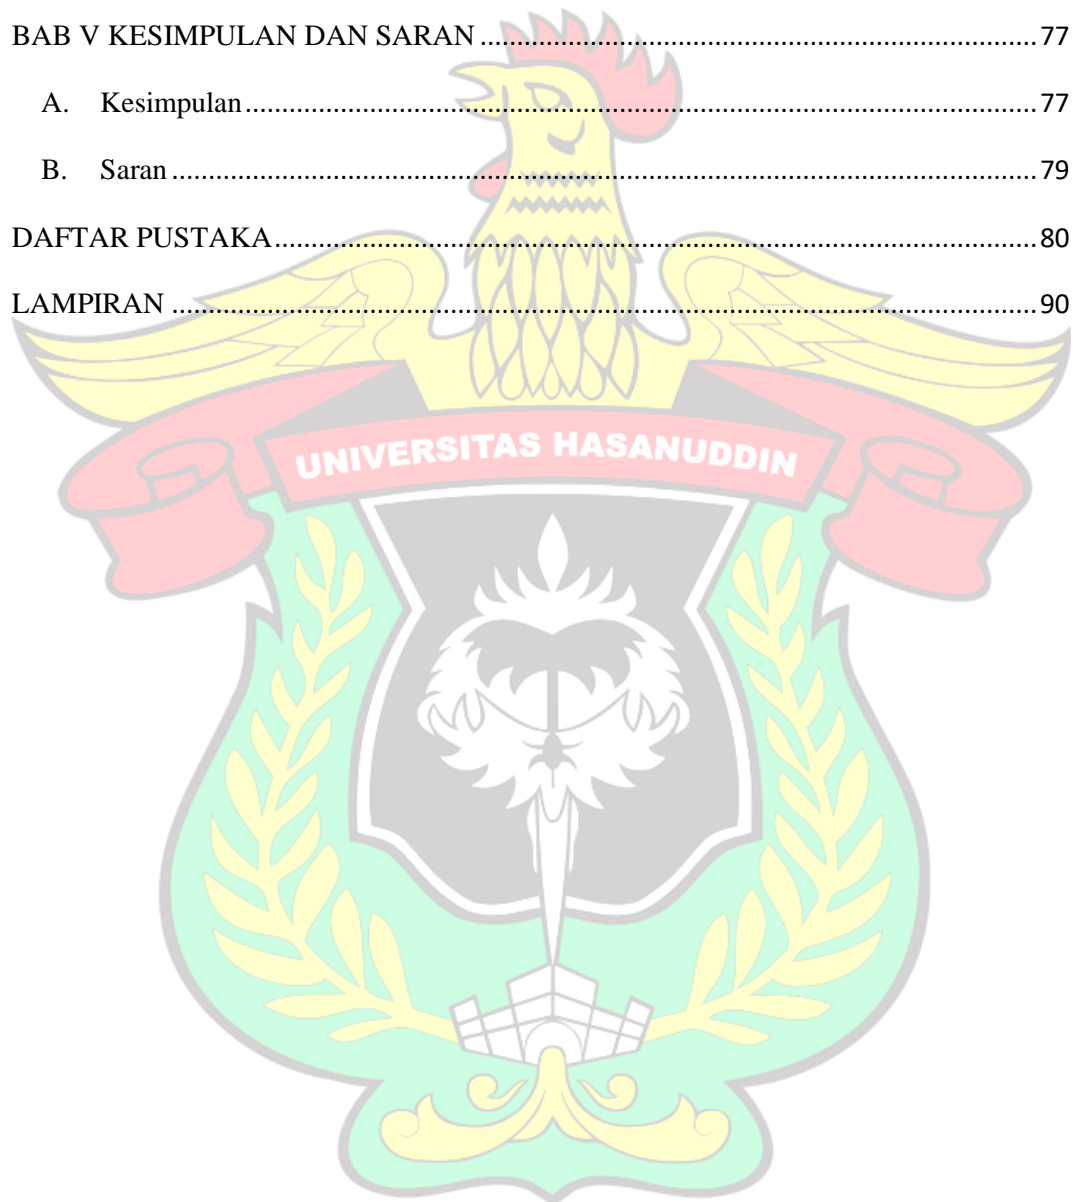 BAB V KESIMPULAN DAN SARAN ........................................................................ 77
A. Kesimpulan ........................................................................................................ 77
B. Saran .................................................................................................................. 79
DAFTAR PUSTAKA ................................................................................................... 80
LAMPIRAN ................................................................................................................ 90
UNIVERSITAS HASANUDDIN